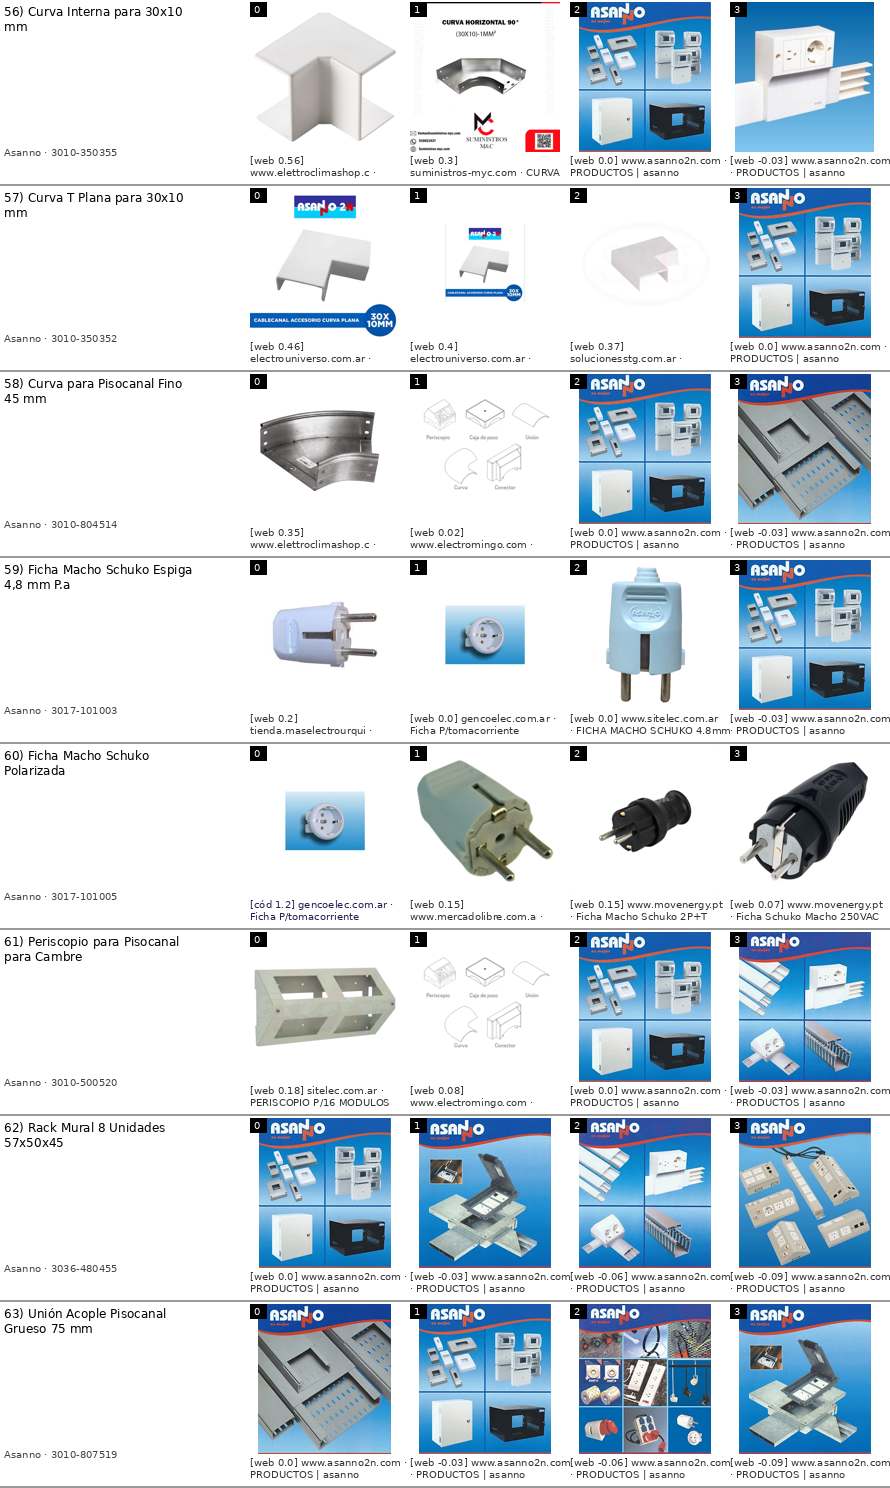 56) Curva Interna para 30x10
mm
Asanno · 3010-350355
0
[web 0.56]
www.elettroclimashop.c ·
1
CURVA HORIZONTAL 90°
(30X10)-1MM²
SUMINISTROS
M&C
[web 0.3]
suministros-myc.com · CURVA
2
ASANNO
[web 0.0] www.asanno2n.com ·
PRODUCTOS | asanno
3
[web -0.03] www.asanno2n.com
· PRODUCTOS | asanno
57) Curva T Plana para 30x10
mm
Asanno · 3010-350352
0
ASANNO 2N
CABLECANAL ACCESORIO CURVA PLANA
30X
10MM
[web 0.46]
electrouniverso.com.ar ·
1
[web 0.4]
electrouniverso.com.ar ·
2
[web 0.37]
solucionesstg.com.ar ·
3
ASANNO
[web 0.0] www.asanno2n.com ·
PRODUCTOS | asanno
58) Curva para Pisocanal Fino
45 mm
Asanno · 3010-804514
0
[web 0.35]
www.elettroclimashop.c ·
1
Periscopio
Caja de paso
Unión
Curva
Conector
[web 0.02]
www.electromingo.com ·
2
ASANNO
[web 0.0] www.asanno2n.com ·
PRODUCTOS | asanno
3
ASANNO
[web -0.03] www.asanno2n.com
· PRODUCTOS | asanno
59) Ficha Macho Schuko Espiga
4,8 mm P.a
Asanno · 3017-101003
0
[web 0.2]
tienda.maselectrourqui ·
1
[web 0.0] gencoelec.com.ar ·
Ficha P/tomacorriente
2
[web 0.0] www.sitelec.com.ar
· FICHA MACHO SCHUKO 4.8mm
3
ASANNO
[web -0.03] www.asanno2n.com
· PRODUCTOS | asanno
60) Ficha Macho Schuko
Polarizada
Asanno · 3017-101005
0
[cód 1.2] gencoelec.com.ar ·
Ficha P/tomacorriente
1
[web 0.15]
www.mercadolibre.com.a ·
2
[web 0.15] www.movenergy.pt
· Ficha Macho Schuko 2P+T
3
[web 0.07] www.movenergy.pt
· Ficha Schuko Macho 250VAC
61) Periscopio para Pisocanal
para Cambre
Asanno · 3010-500520
0
[web 0.18] sitelec.com.ar ·
PERISCOPIO P/16 MODULOS
1
Periscopio
Caja de paso
Unión
Curva
Conector
[web 0.08]
www.electromingo.com ·
2
ASANNO
[web 0.0] www.asanno2n.com ·
PRODUCTOS | asanno
3
ASANNO
[web -0.03] www.asanno2n.com
· PRODUCTOS | asanno
62) Rack Mural 8 Unidades
57x50x45
Asanno · 3036-480455
0
ASANNO
[web 0.0] www.asanno2n.com ·
PRODUCTOS | asanno
1
ASANNO
[web -0.03] www.asanno2n.com
· PRODUCTOS | asanno
2
ASANNO
[web -0.06] www.asanno2n.com
· PRODUCTOS | asanno
3
ASANNO
[web -0.09] www.asanno2n.com
· PRODUCTOS | asanno
63) Unión Acople Pisocanal
Grueso 75 mm
Asanno · 3010-807519
0
ASANNO
[web 0.0] www.asanno2n.com ·
PRODUCTOS | asanno
1
ASANNO
[web -0.03] www.asanno2n.com
· PRODUCTOS | asanno
2
ASANNO
[web -0.06] www.asanno2n.com
· PRODUCTOS | asanno
3
ASANNO
[web -0.09] www.asanno2n.com
· PRODUCTOS | asanno